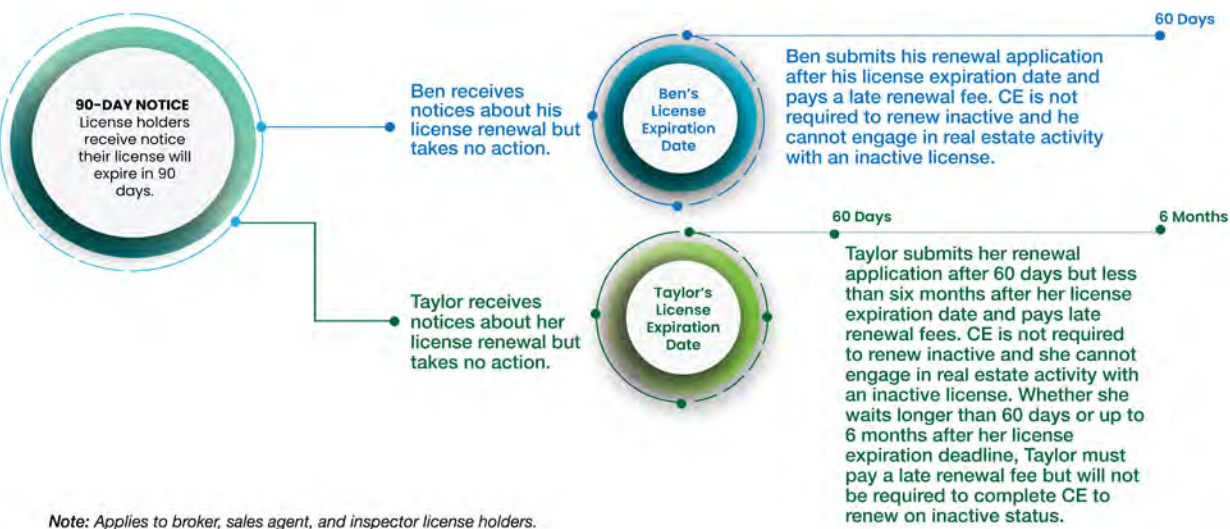 90-DAY NOTICE
License holders
receive notice
their license will
expire in 90
days.
Ben receives
notices about his
license renewal but
takes no action.
Ben's
License
Expiration
Date
60 Days
Ben submits his renewal application
after his license expiration date and
pays a late renewal fee. CE is not
required to renew inactive and he
cannot engage in real estate activity
with an inactive license.
Taylor receives
notices about her
license renewal but
takes no action.
Taylor's
License
Expiration
Date
60 Days
6 Months
Taylor submits her renewal
application after 60 days but less
than six months after her license
expiration date and pays late
renewal fees. CE is not required
to renew inactive and she cannot
engage in real estate activity with
an inactive license. Whether she
waits longer than 60 days or up to
6 months after her license
expiration deadline, Taylor must
pay a late renewal fee but will not
be required to complete CE to
renew on inactive status.
Note: Applies to broker, sales agent, and inspector license holders.